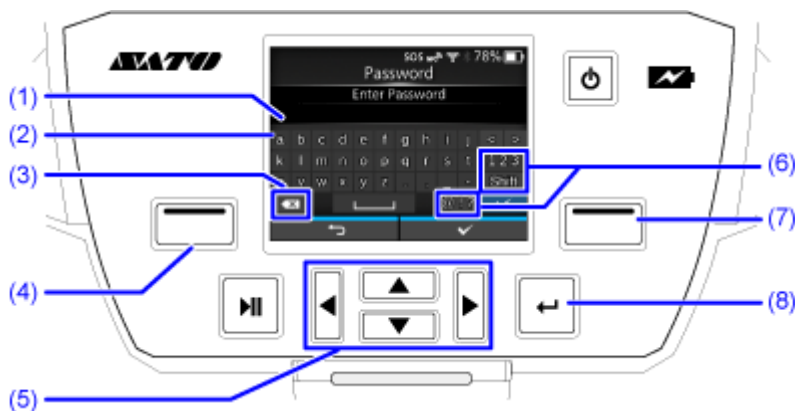 SATO
SOS 78%
Password
(1)
Enter Password
(2)
a b c d e f g h i j < >
k l m n o p q r s t 1 2 3
(6)
(3)
v w x y z Shift
(7)
(4)
(8)
(5)